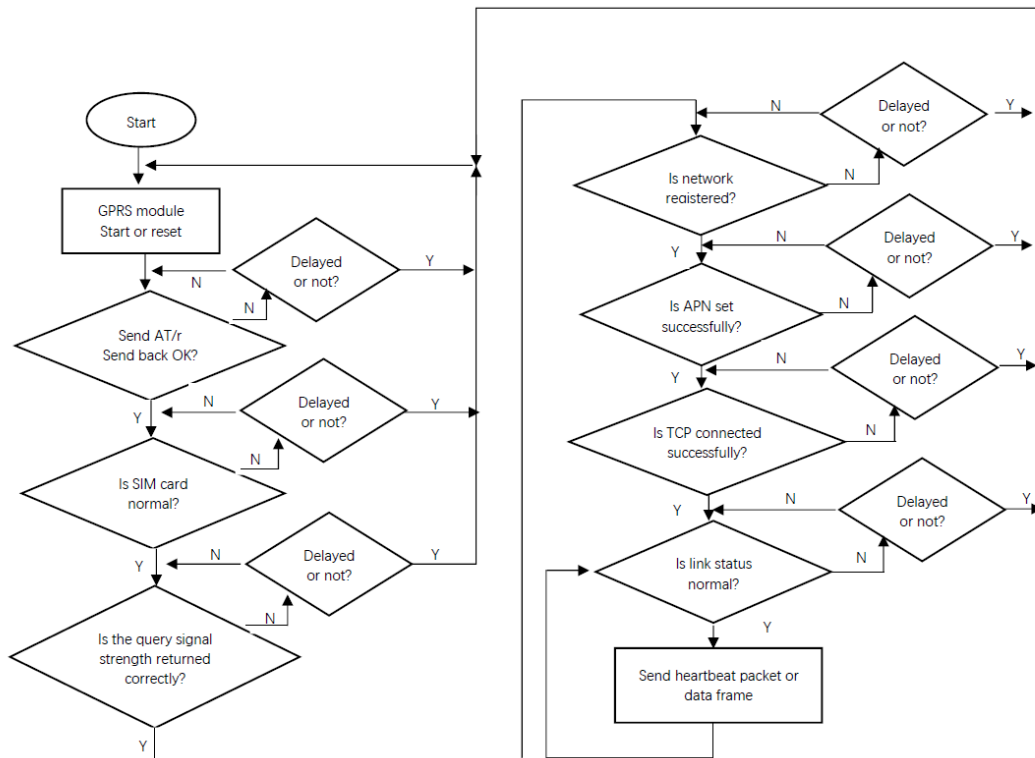 Start
GPRS module
Start or reset
Delayed
or not?
N
Y
N
Send AT/r
Send back OK?
Y
N
Delayed
or not?
Y
N
Is SIM card
normal?
Y
N
Delayed
or not?
Y
N
Is the query signal
strength returned
correctly?
Y
N
Delayed
or not?
Y
N
Is network
registered?
Y
N
Delayed
or not?
Y
N
Is APN set
successfully?
Y
N
Delayed
or not?
Y
N
Is TCP connected
successfully?
Y
N
Delayed
or not?
Y
N
Is link status
normal?
Y
Send heartbeat packet or
data frame